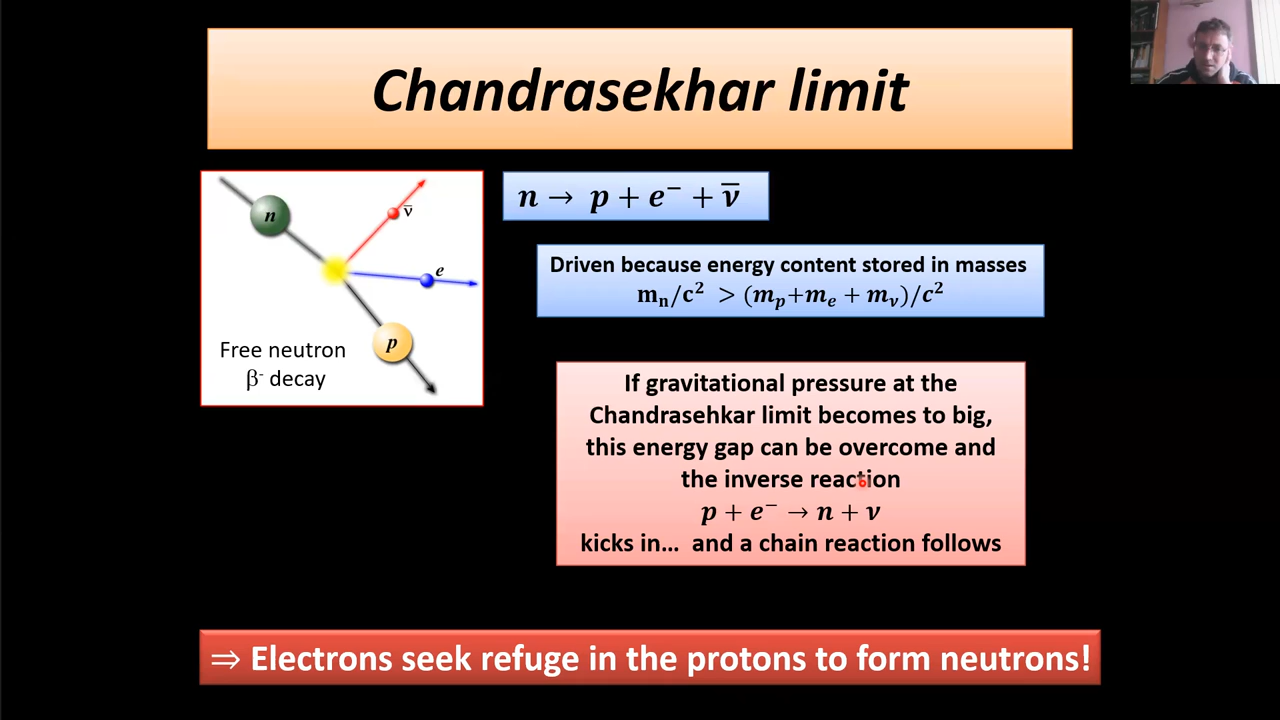 Chandrasekhar limit
n
ν̅
e
p
Free neutron
β⁻ decay
n → p + e⁻ + ν̅
Driven because energy content stored in masses
mₙ/c² > (mₚ+mₑ + mᵥ)/c²
If gravitational pressure at the
Chandrasehkar limit becomes to big,
this energy gap can be overcome and
the inverse reaction
p + e⁻ → n + ν
kicks in… and a chain reaction follows
⇒ Electrons seek refuge in the protons to form neutrons!